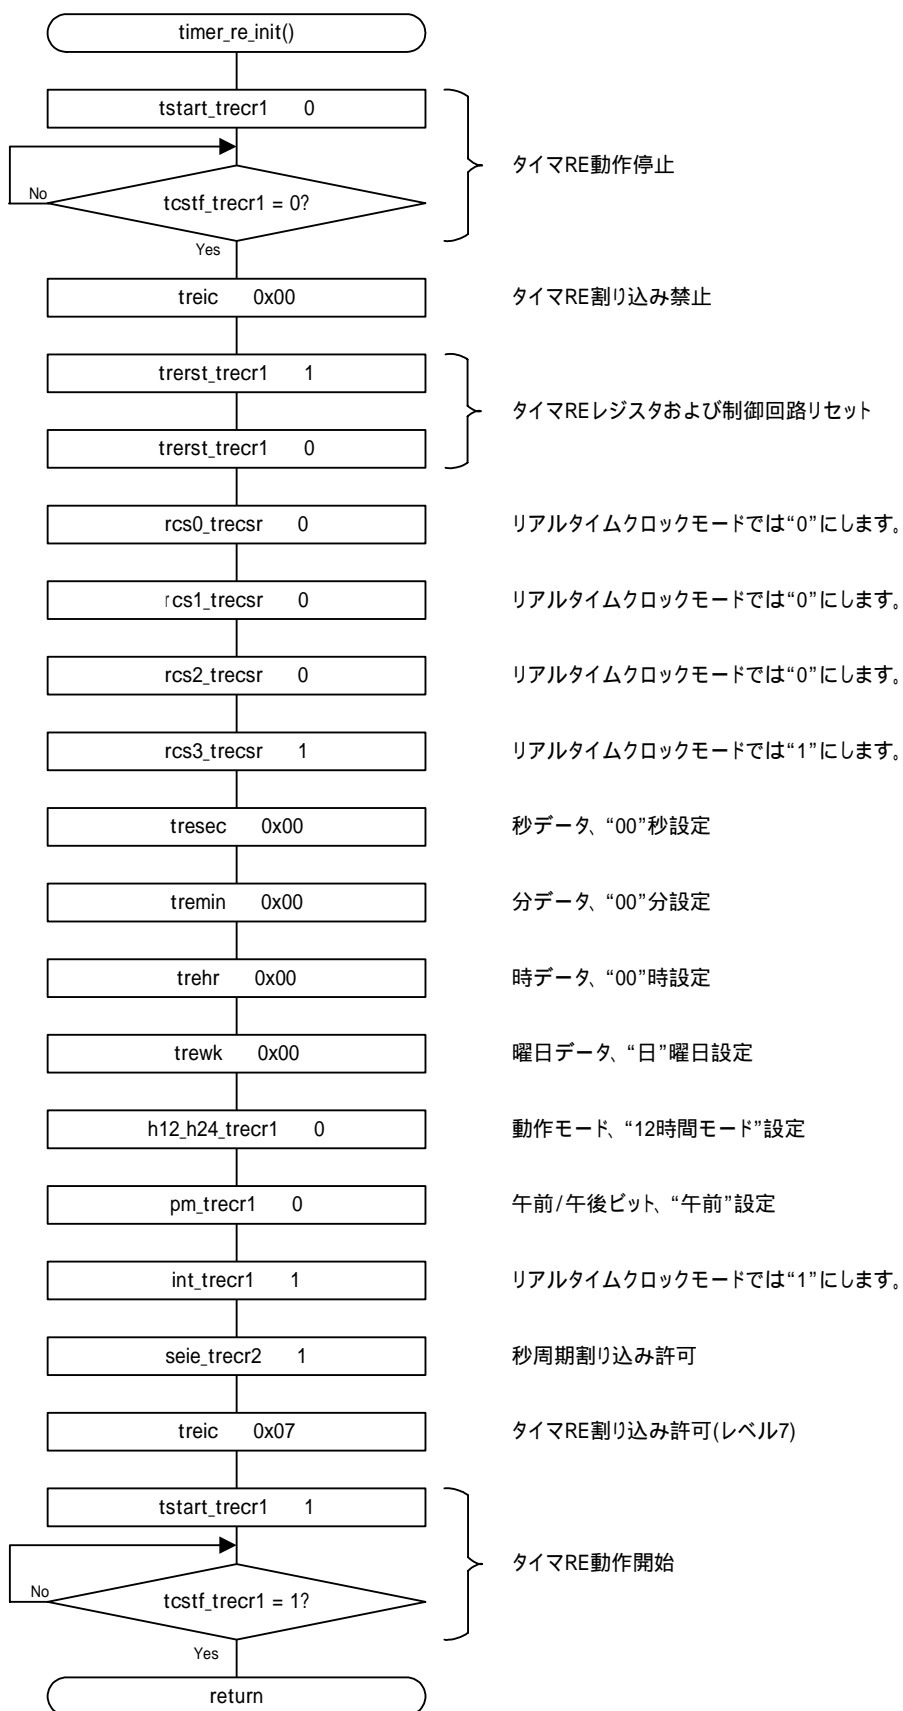 timer_re_init()
tstart_trecr1 0
タイマRE動作停止
No
tcstf_trecr1 = 0?
Yes
treic 0x00 タイマRE割り込み禁止
trerst_trecr1 1
タイマREレジスタおよび制御回路リセット
trerst_trecr1 0
rcs0_trecsr 0 リアルタイムクロックモードでは“0”にします。
rcs1_trecsr 0 リアルタイムクロックモードでは“0”にします。
rcs2_trecsr 0 リアルタイムクロックモードでは“0”にします。
rcs3_trecsr 1 リアルタイムクロックモードでは“1”にします。
tresec 0x00 秒データ、“00”秒設定
tremin 0x00 分データ、“00”分設定
trehr 0x00 時データ、“00”時設定
trewk 0x00 曜日データ、“日”曜日設定
h12_h24_trecr1 0 動作モード、“12時間モード”設定
pm_trecr1 0 午前/午後ビット、“午前”設定
int_trecr1 1 リアルタイムクロックモードでは“1”にします。
seie_trecr2 1 秒周期割り込み許可
treic 0x07 タイマRE割り込み許可(レベル7)
tstart_trecr1 1
タイマRE動作開始
No
tcstf_trecr1 = 1?
Yes
return